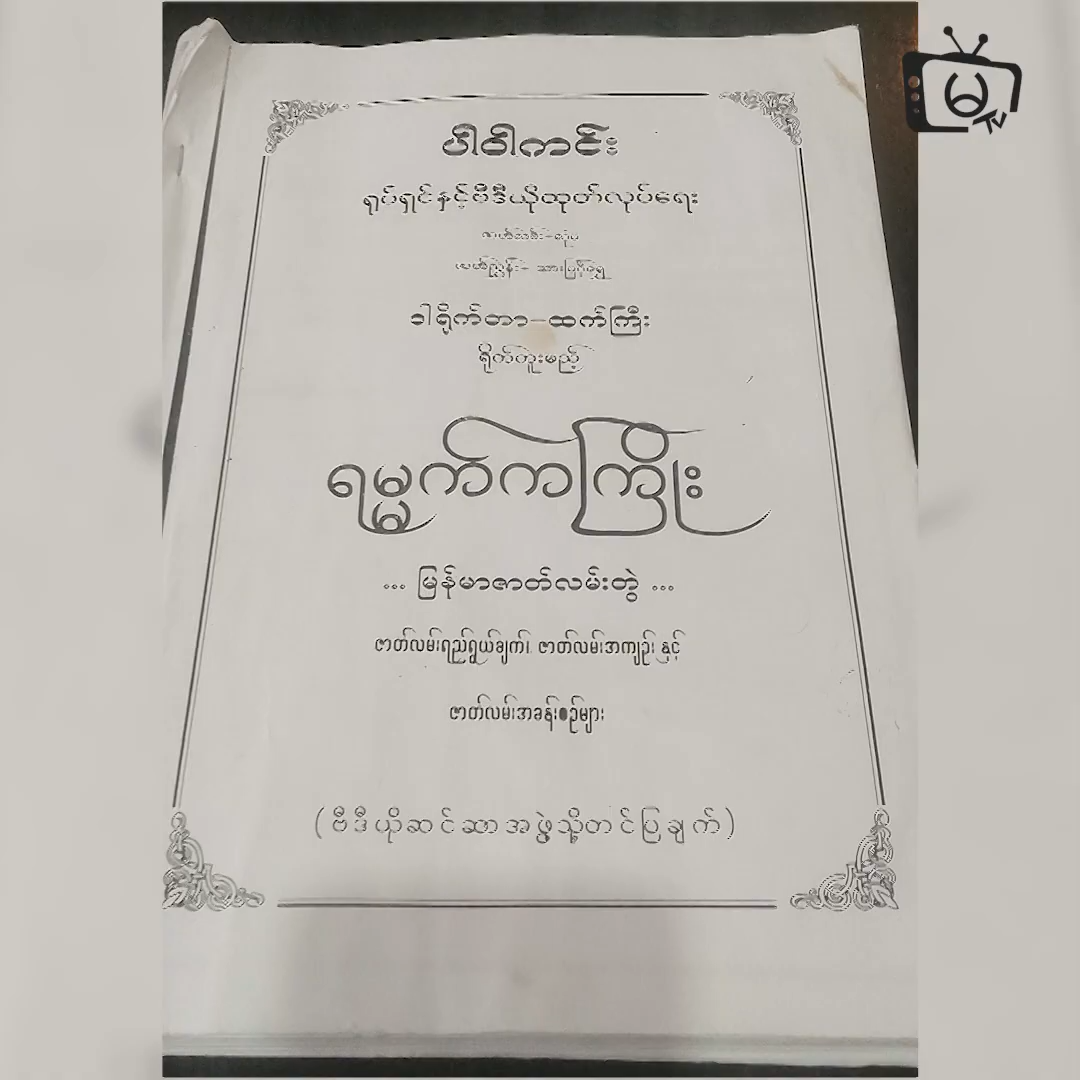 ပါဝါကင်း
ရုပ်ရှင်နှင့်ဗီဒီယိုထုတ်လုပ်ရေး
ဒါရိုက်တာ-ထက်ကြီး
ရိုက်ကူးမည့်
ရမ္မက်ကကြိုး
... မြန်မာဇာတ်လမ်းတွဲ ...
ဇာတ်လမ်းရည်ရွယ်ချက်၊ ဇာတ်လမ်းအကျဉ်း နှင့်
ဇာတ်လမ်းအခန်းစဉ်များ
(ဗီဒီယိုဆင်ဆာအဖွဲ့သို့တင်ပြချက်)
TV